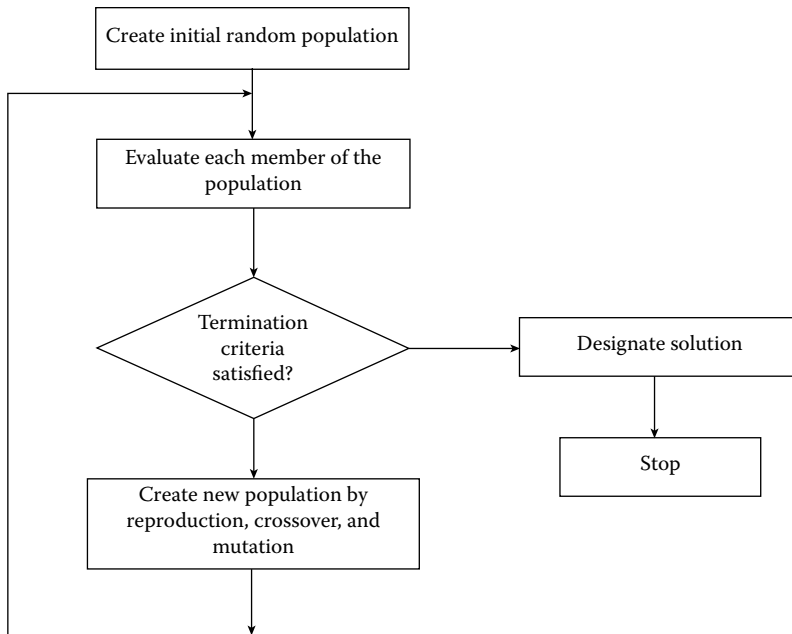 Create initial random population
Evaluate each member of the
population
Termination
criteria
satisfied?
Designate solution
Stop
Create new population by
reproduction, crossover, and
mutation